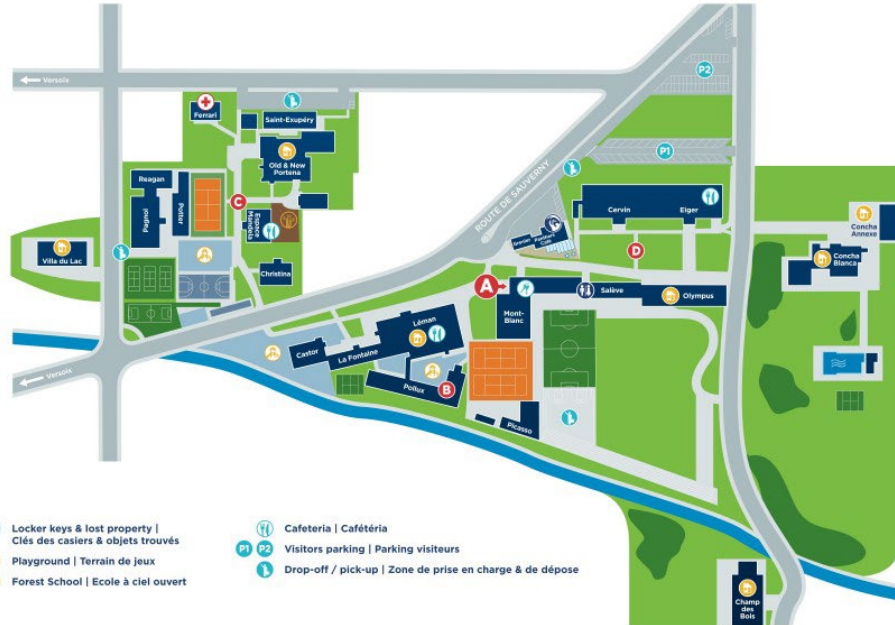 Versoix
P2
Ferrari
Saint-Exupéry
Old & New
Portena
P1
Reagan
Pagnol
Potter
C
Espace
Mandela
ROUTE DE SAUVERNY
Cervin
Eiger
Concha
Annexe
Villa du Lac
Christina
D
Concha
Blanca
A
Salève
Olympus
Mont-
Blanc
Léman
Castor
La Fontaine
Pollux
B
Versoix
Picasso
Locker keys & lost property |
Clés des casiers & objets trouvés
Playground | Terrain de jeux
Forest School | Ecole à ciel ouvert
Cafeteria | Cafétéria
P1 P2 Visitors parking | Parking visiteurs
Drop-off / pick-up | Zone de prise en charge & de dépose
Champ
des
Bois